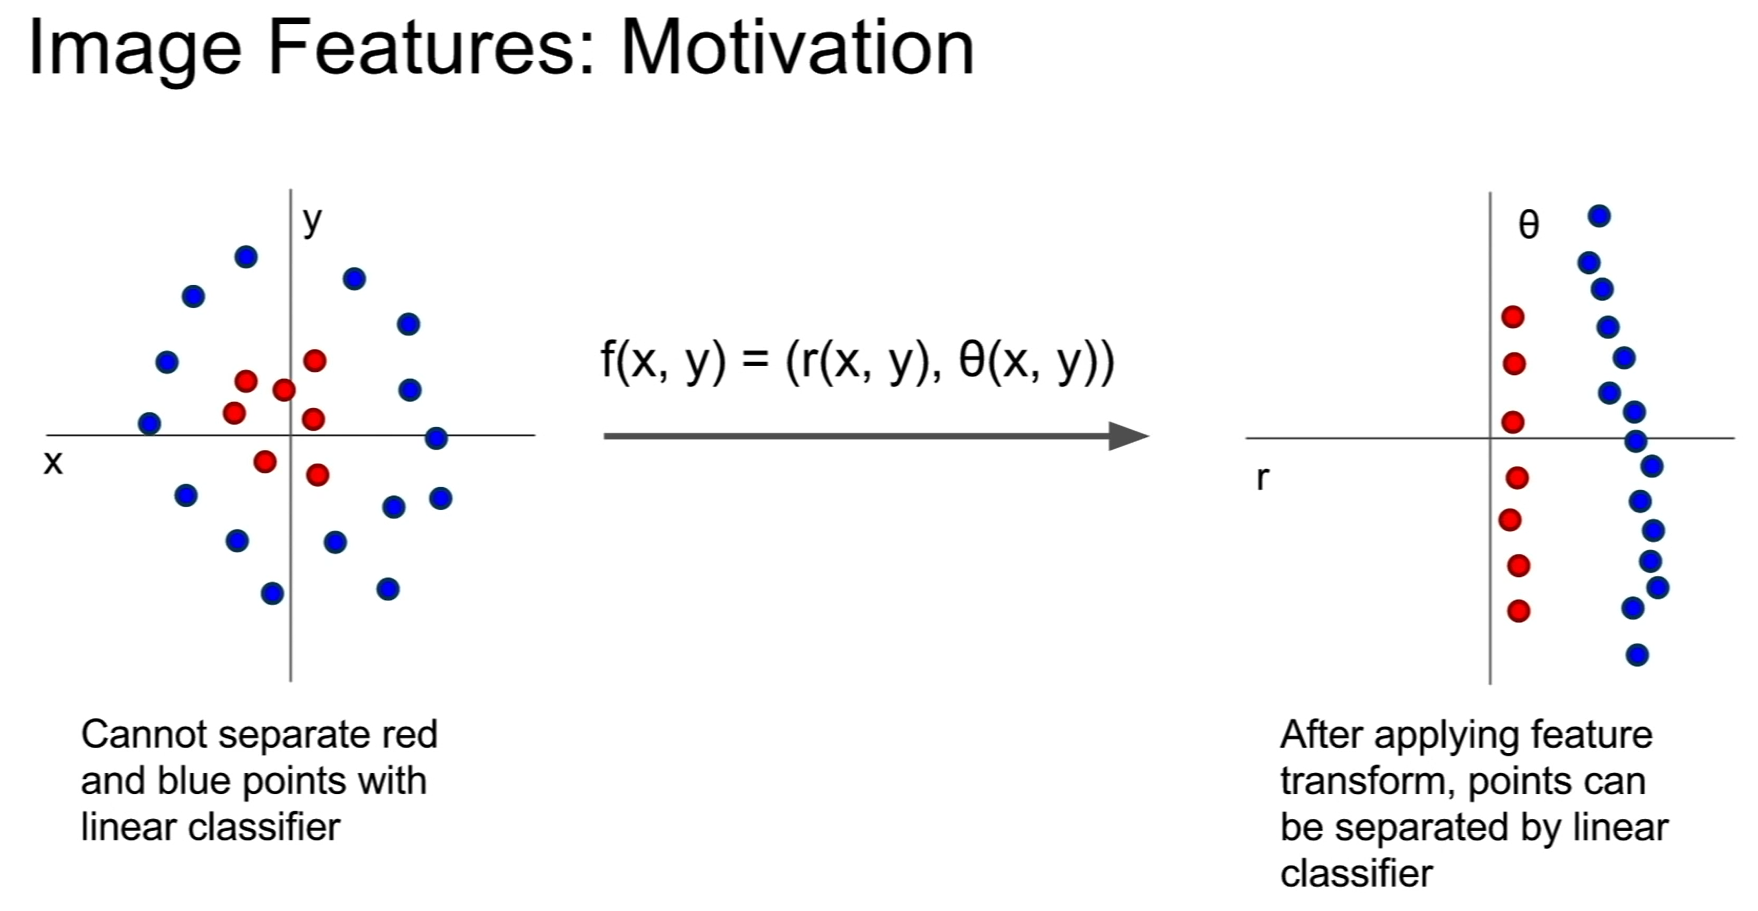 Image Features: Motivation
y
x
f(x, y) = (r(x, y), θ(x, y))
θ
r
Cannot separate red
and blue points with
linear classifier
After applying feature
transform, points can
be separated by linear
classifier